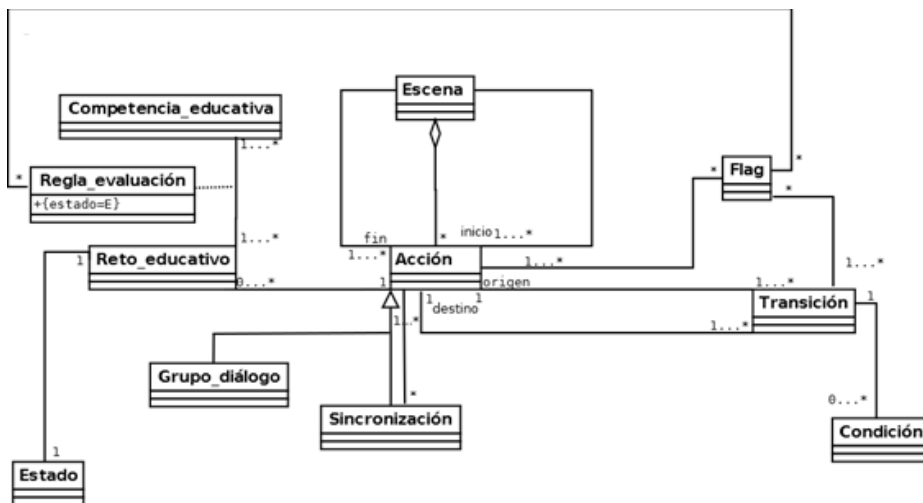 Escena
Competencia_educativa
1...*
*
Regla_evaluación
+{estado=E}
*
Flag
*
*
fin
*
inicio
1...*
1...*
1
Reto_educativo
1...*
Acción
1...*
1...*
0...*
1
origen
1...*
1
destino
1
Transición
1
1...*
1...*
Grupo_diálogo
*
Sincronización
0...*
Condición
1
Estado